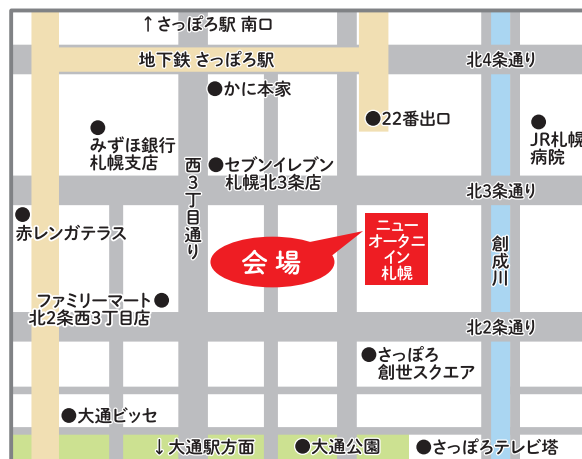 ↑さっぽろ駅 南口
地下鉄 さっぽろ駅
北4条通り
かに本家
22番出口
みずほ銀行
札幌支店
JR札幌
病院
セブンイレブン
札幌北3条店
西3丁目通り
北3条通り
赤レンガテラス
ニュー
オータニ
イン
札幌
会場
創成川
ファミリーマート
北2条西3丁目店
北2条通り
さっぽろ
創世スクエア
大通ビッセ
↓大通駅方面
大通公園
さっぽろテレビ塔